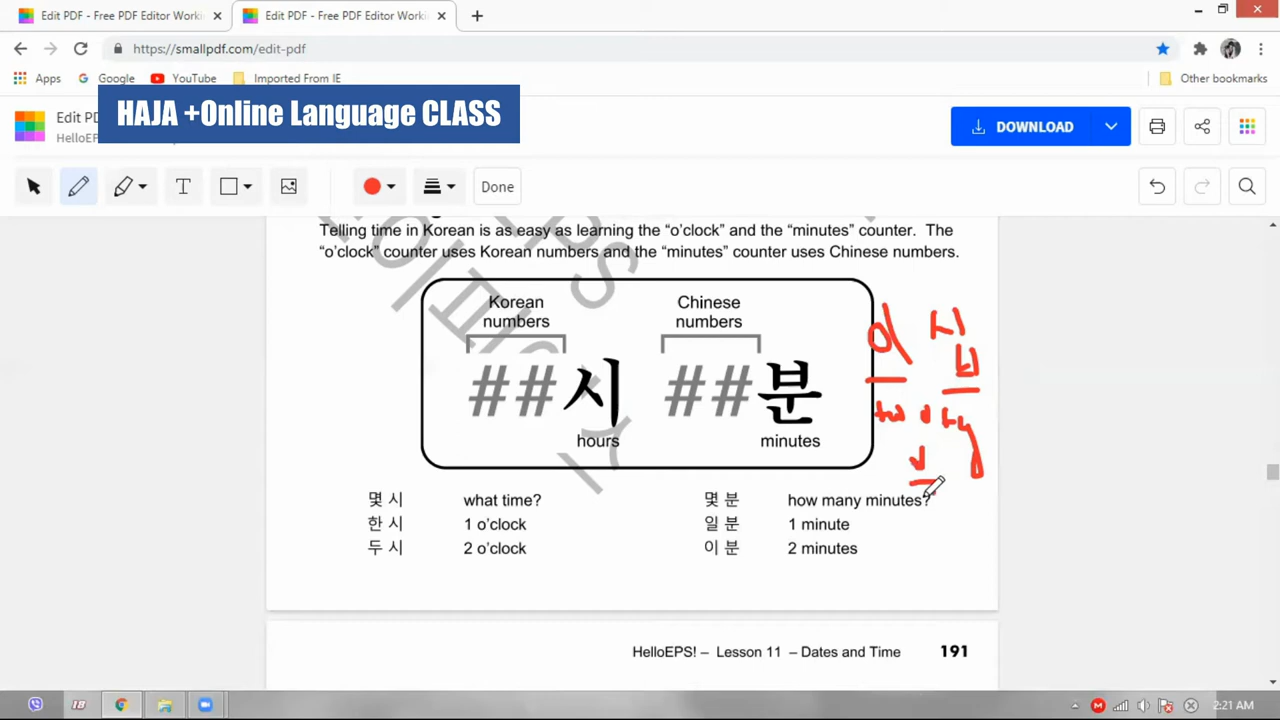 Edit PDF - Free PDF Editor Worki
Edit PDF - Free PDF Editor Worki
https://smallpdf.com/edit-pdf
Apps Google YouTube Imported From IE Other bookmarks
HAJA +Online Language CLASS
Edit PD
HelloEPS
DOWNLOAD
Done
Telling time in Korean is as easy as learning the “o’clock” and the “minutes” counter. The
“o’clock” counter uses Korean numbers and the “minutes” counter uses Chinese numbers.
Korean numbers Chinese numbers
##시 ##분
hours minutes
이 십
몇 시 what time? 몇 분 how many minutes?
한 시 1 o’clock 일 분 1 minute
두 시 2 o’clock 이 분 2 minutes
HelloEPS! – Lesson 11 – Dates and Time 191
2:21 AM